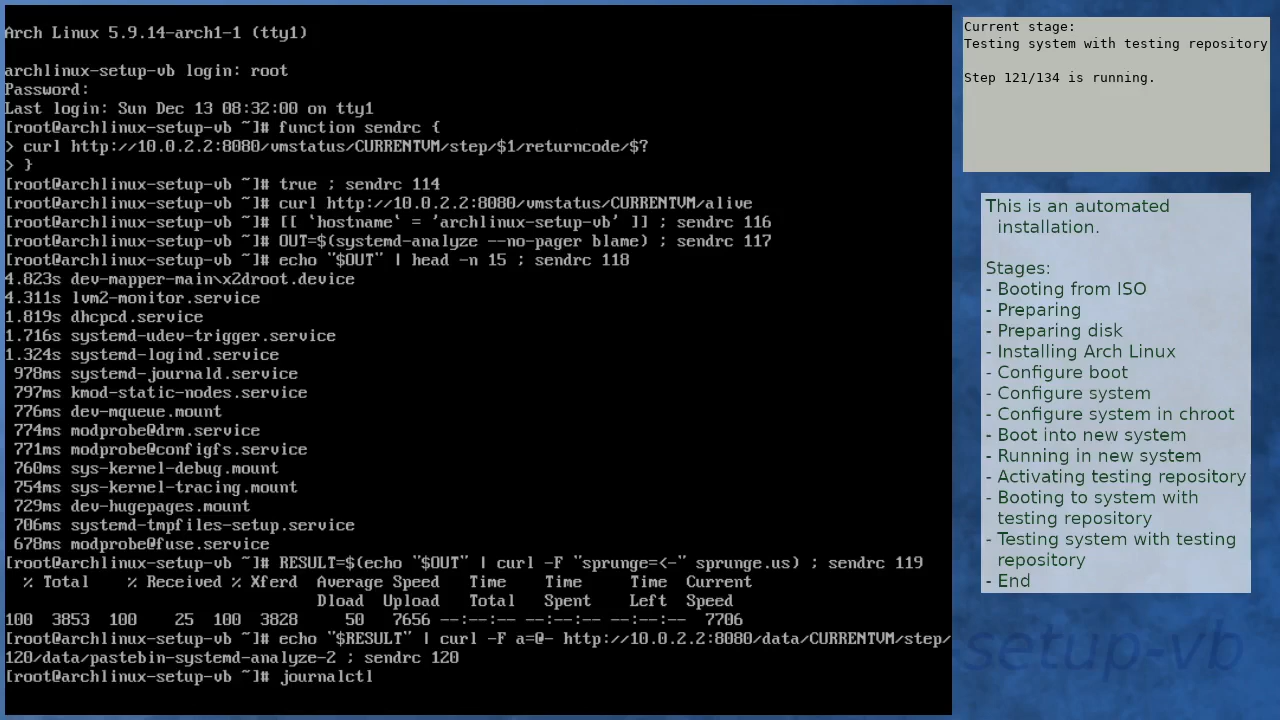 Arch Linux 5.9.14-arch1-1 (tty1)
archlinux-setup-vb login: root
Password:
Last login: Sun Dec 13 08:32:00 on tty1
[root@archlinux-setup-vb ~]# function sendrc {
> curl http://10.0.2.2:8080/vmstatus/CURRENTVM/step/$1/returncode/$?
> }
[root@archlinux-setup-vb ~]# true ; sendrc 114
[root@archlinux-setup-vb ~]# curl http://10.0.2.2:8080/vmstatus/CURRENTVM/alive
[root@archlinux-setup-vb ~]# [[ `hostname` = 'archlinux-setup-vb' ]] ; sendrc 116
[root@archlinux-setup-vb ~]# OUT=$(systemd-analyze --no-pager blame) ; sendrc 117
[root@archlinux-setup-vb ~]# echo "$OUT" | head -n 15 ; sendrc 118
4.823s dev-mapper-main\x2droot.device
4.311s lvm2-monitor.service
1.819s dhcpcd.service
1.716s systemd-udev-trigger.service
1.324s systemd-logind.service
978ms systemd-journald.service
797ms kmod-static-nodes.service
776ms dev-mqueue.mount
774ms modprobe@drm.service
771ms modprobe@configfs.service
760ms sys-kernel-debug.mount
754ms sys-kernel-tracing.mount
729ms dev-hugepages.mount
706ms systemd-tmpfiles-setup.service
678ms modprobe@fuse.service
[root@archlinux-setup-vb ~]# RESULT=$(echo "$OUT" | curl -F "sprunge=<-" sprunge.us) ; sendrc 119
% Total % Received % Xferd Average Speed Time Time Time Current
Dload Upload Total Spent Left Speed
100 3853 100 25 100 3828 50 7656 --:--:-- --:--:-- --:--:-- 7706
[root@archlinux-setup-vb ~]# echo "$RESULT" | curl -F a=@- http://10.0.2.2:8080/data/CURRENTVM/step/
120/data/pastebin-systemd-analyze-2 ; sendrc 120
[root@archlinux-setup-vb ~]# journalctl
Current stage:
Testing system with testing repository
Step 121/134 is running.
This is an automated
installation.
Stages:
- Booting from ISO
- Preparing
- Preparing disk
- Installing Arch Linux
- Configure boot
- Configure system
- Configure system in chroot
- Boot into new system
- Running in new system
- Activating testing repository
- Booting to system with
testing repository
- Testing system with testing
repository
- End
setup-vb